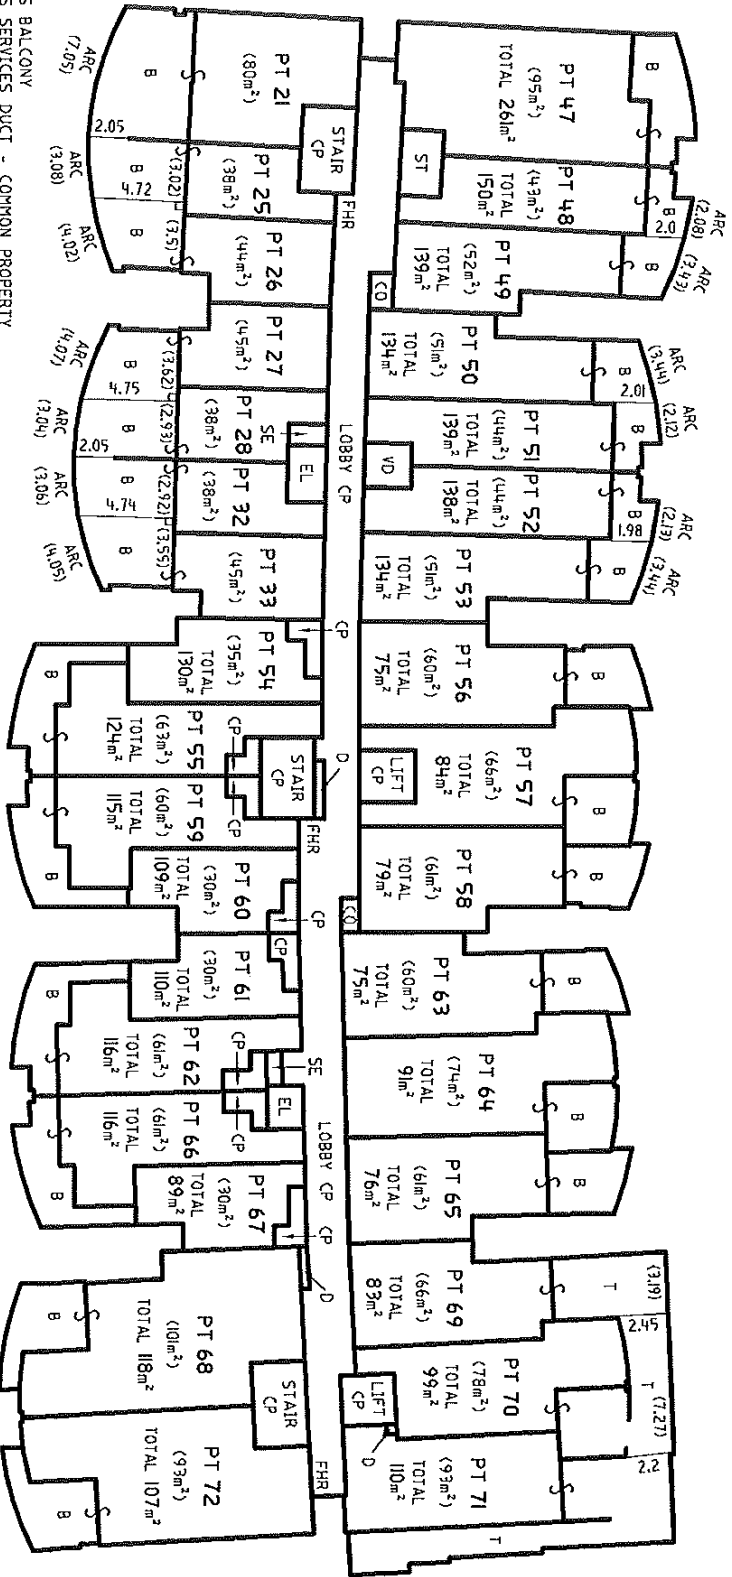 PT 47
(95m²)
TOTAL 261m²
B
PT 48
(43m²)
TOTAL
150m²
B
2.0
ARC
(2.08)
PT 49
(52m²)
TOTAL
139m²
B
ARC
(3.43)
ST
CO
PT 50
(51m²)
TOTAL
134m²
B
2.01
ARC
(3.44)
PT 51
(44m²)
TOTAL
139m²
B
ARC
(2.12)
VD
PT 52
(44m²)
TOTAL
138m²
B
1.98
ARC
(2.13)
PT 53
(51m²)
TOTAL
134m²
B
ARC
(3.44)
PT 56
(60m²)
TOTAL
75m²
B
PT 57
(66m²)
TOTAL
84m²
B
LIFT
CP
PT 58
(61m²)
TOTAL
79m²
B
CO
PT 63
(60m²)
TOTAL
75m²
B
PT 64
(74m²)
TOTAL
91m²
B
PT 65
(61m²)
TOTAL
76m²
B
PT 69
(66m²)
TOTAL
83m²
T
(3.19)
2.45
PT 70
(78m²)
TOTAL
99m²
T
(7.27)
2.2
LIFT
CP
D
PT 71
(93m²)
TOTAL
110m²
T
FHR
LOBBY CP
CP
D
FHR
CP
SE
LOBBY CP
CP
D
FHR
PT 21
(80m²)
B
ARC
(7.05)
2.05
STAIR
CP
PT 25
(38m²)
(3.02)
B
4.72
ARC
(3.08)
PT 26
(44m²)
(3.5)
B
ARC
(4.02)
PT 27
(45m²)
(3.62)
B
4.75
ARC
(4.07)
PT 28
(38m²)
(2.93)
B
2.05
ARC
(3.04)
SE
EL
PT 32
(38m²)
(2.92)
B
4.74
ARC
(3.06)
PT 33
(45m²)
(3.55)
B
ARC
(4.05)
PT 54
(35m²)
TOTAL
130m²
B
PT 55
(63m²)
TOTAL
124m²
CP
STAIR
CP
CP
PT 59
(60m²)
TOTAL
115m²
B
PT 60
(30m²)
TOTAL
109m²
CP
PT 61
(30m²)
TOTAL
110m²
B
PT 62
(61m²)
TOTAL
116m²
CP
EL
CP
PT 66
(61m²)
TOTAL
116m²
B
PT 67
(30m²)
TOTAL
89m²
PT 68
(101m²)
TOTAL 118m²
B
STAIR
CP
PT 72
(93m²)
TOTAL 107m²
B
S BALCONY
S SERVICES DUCT - COMMON PROPERTY